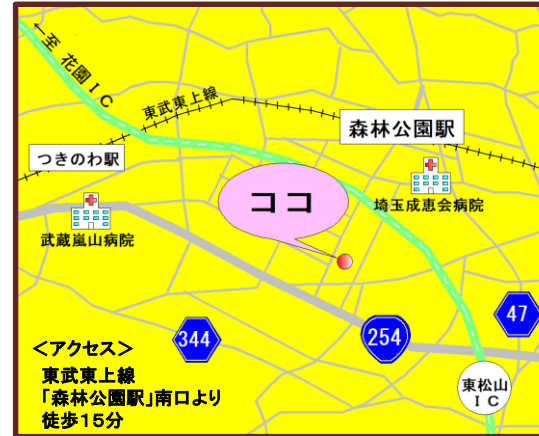 ←至 花園IC
東武東上線
森林公園駅
つきのわ駅
ココ
埼玉成恵会病院
武蔵嵐山病院
47
344
254
<アクセス>
東武東上線
「森林公園駅」南口より
徒歩15分
東松山
IC